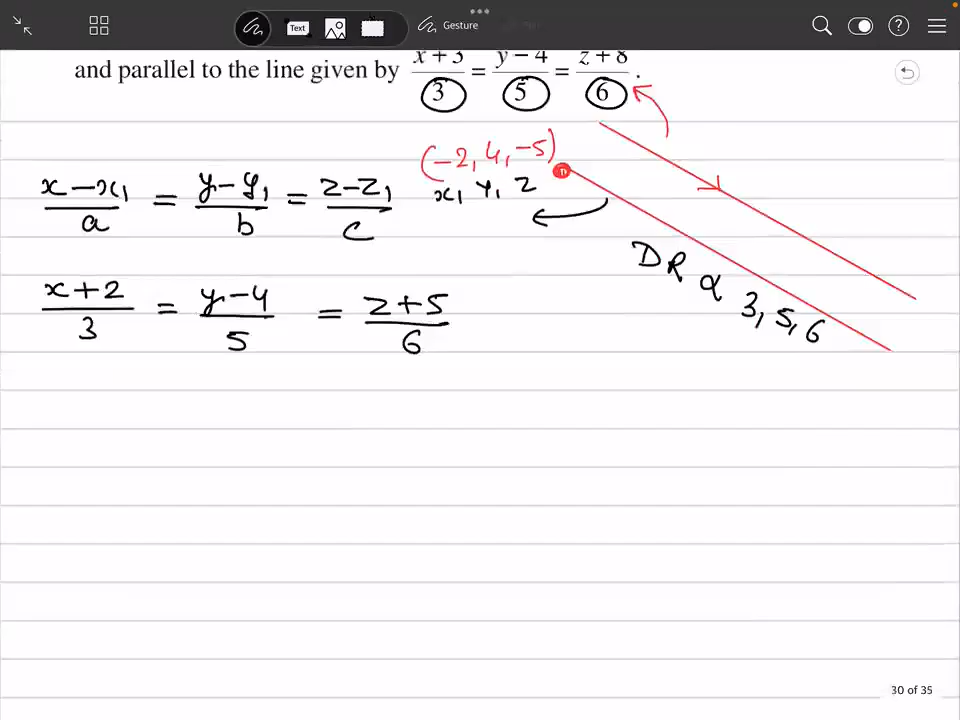 Text Gesture
and parallel to the line given by x + 3 / 3 = y − 4 / 5 = z + 8 / 6 .
(−2, 4, −5)
x1 y1 z
x − x1 / a = y − y1 / b = z − z1 / c
DR α 3, 5, 6
x + 2 / 3 = y − 4 / 5 = z + 5 / 6
30 of 35